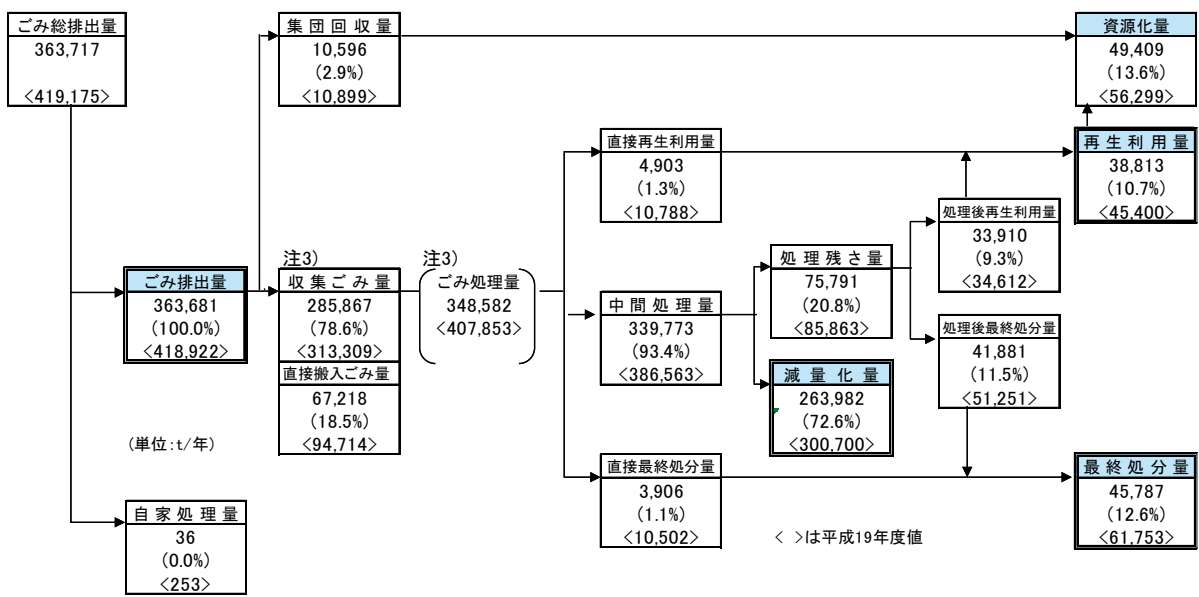 ごみ総排出量
363,717
<419,175>
集団回収量
10,596
(2.9%)
<10,899>
資源化量
49,409
(13.6%)
<56,299>
直接再生利用量
4,903
(1.3%)
<10,788>
再生利用量
38,813
(10.7%)
<45,400>
処理後再生利用量
33,910
(9.3%)
<34,612>
ごみ排出量
363,681
(100.0%)
<418,922>
注3)
収集ごみ量
285,867
(78.6%)
<313,309>
直接搬入ごみ量
67,218
(18.5%)
<94,714>
注3)
ごみ処理量
348,582
<407,853>
中間処理量
339,773
(93.4%)
<386,563>
処理残さ量
75,791
(20.8%)
<85,863>
減量化量
263,982
(72.6%)
<300,700>
処理後最終処分量
41,881
(11.5%)
<51,251>
(単位:t/年)
直接最終処分量
3,906
(1.1%)
<10,502>
最終処分量
45,787
(12.6%)
<61,753>
自家処理量
36
(0.0%)
<253>
< >は平成19年度値